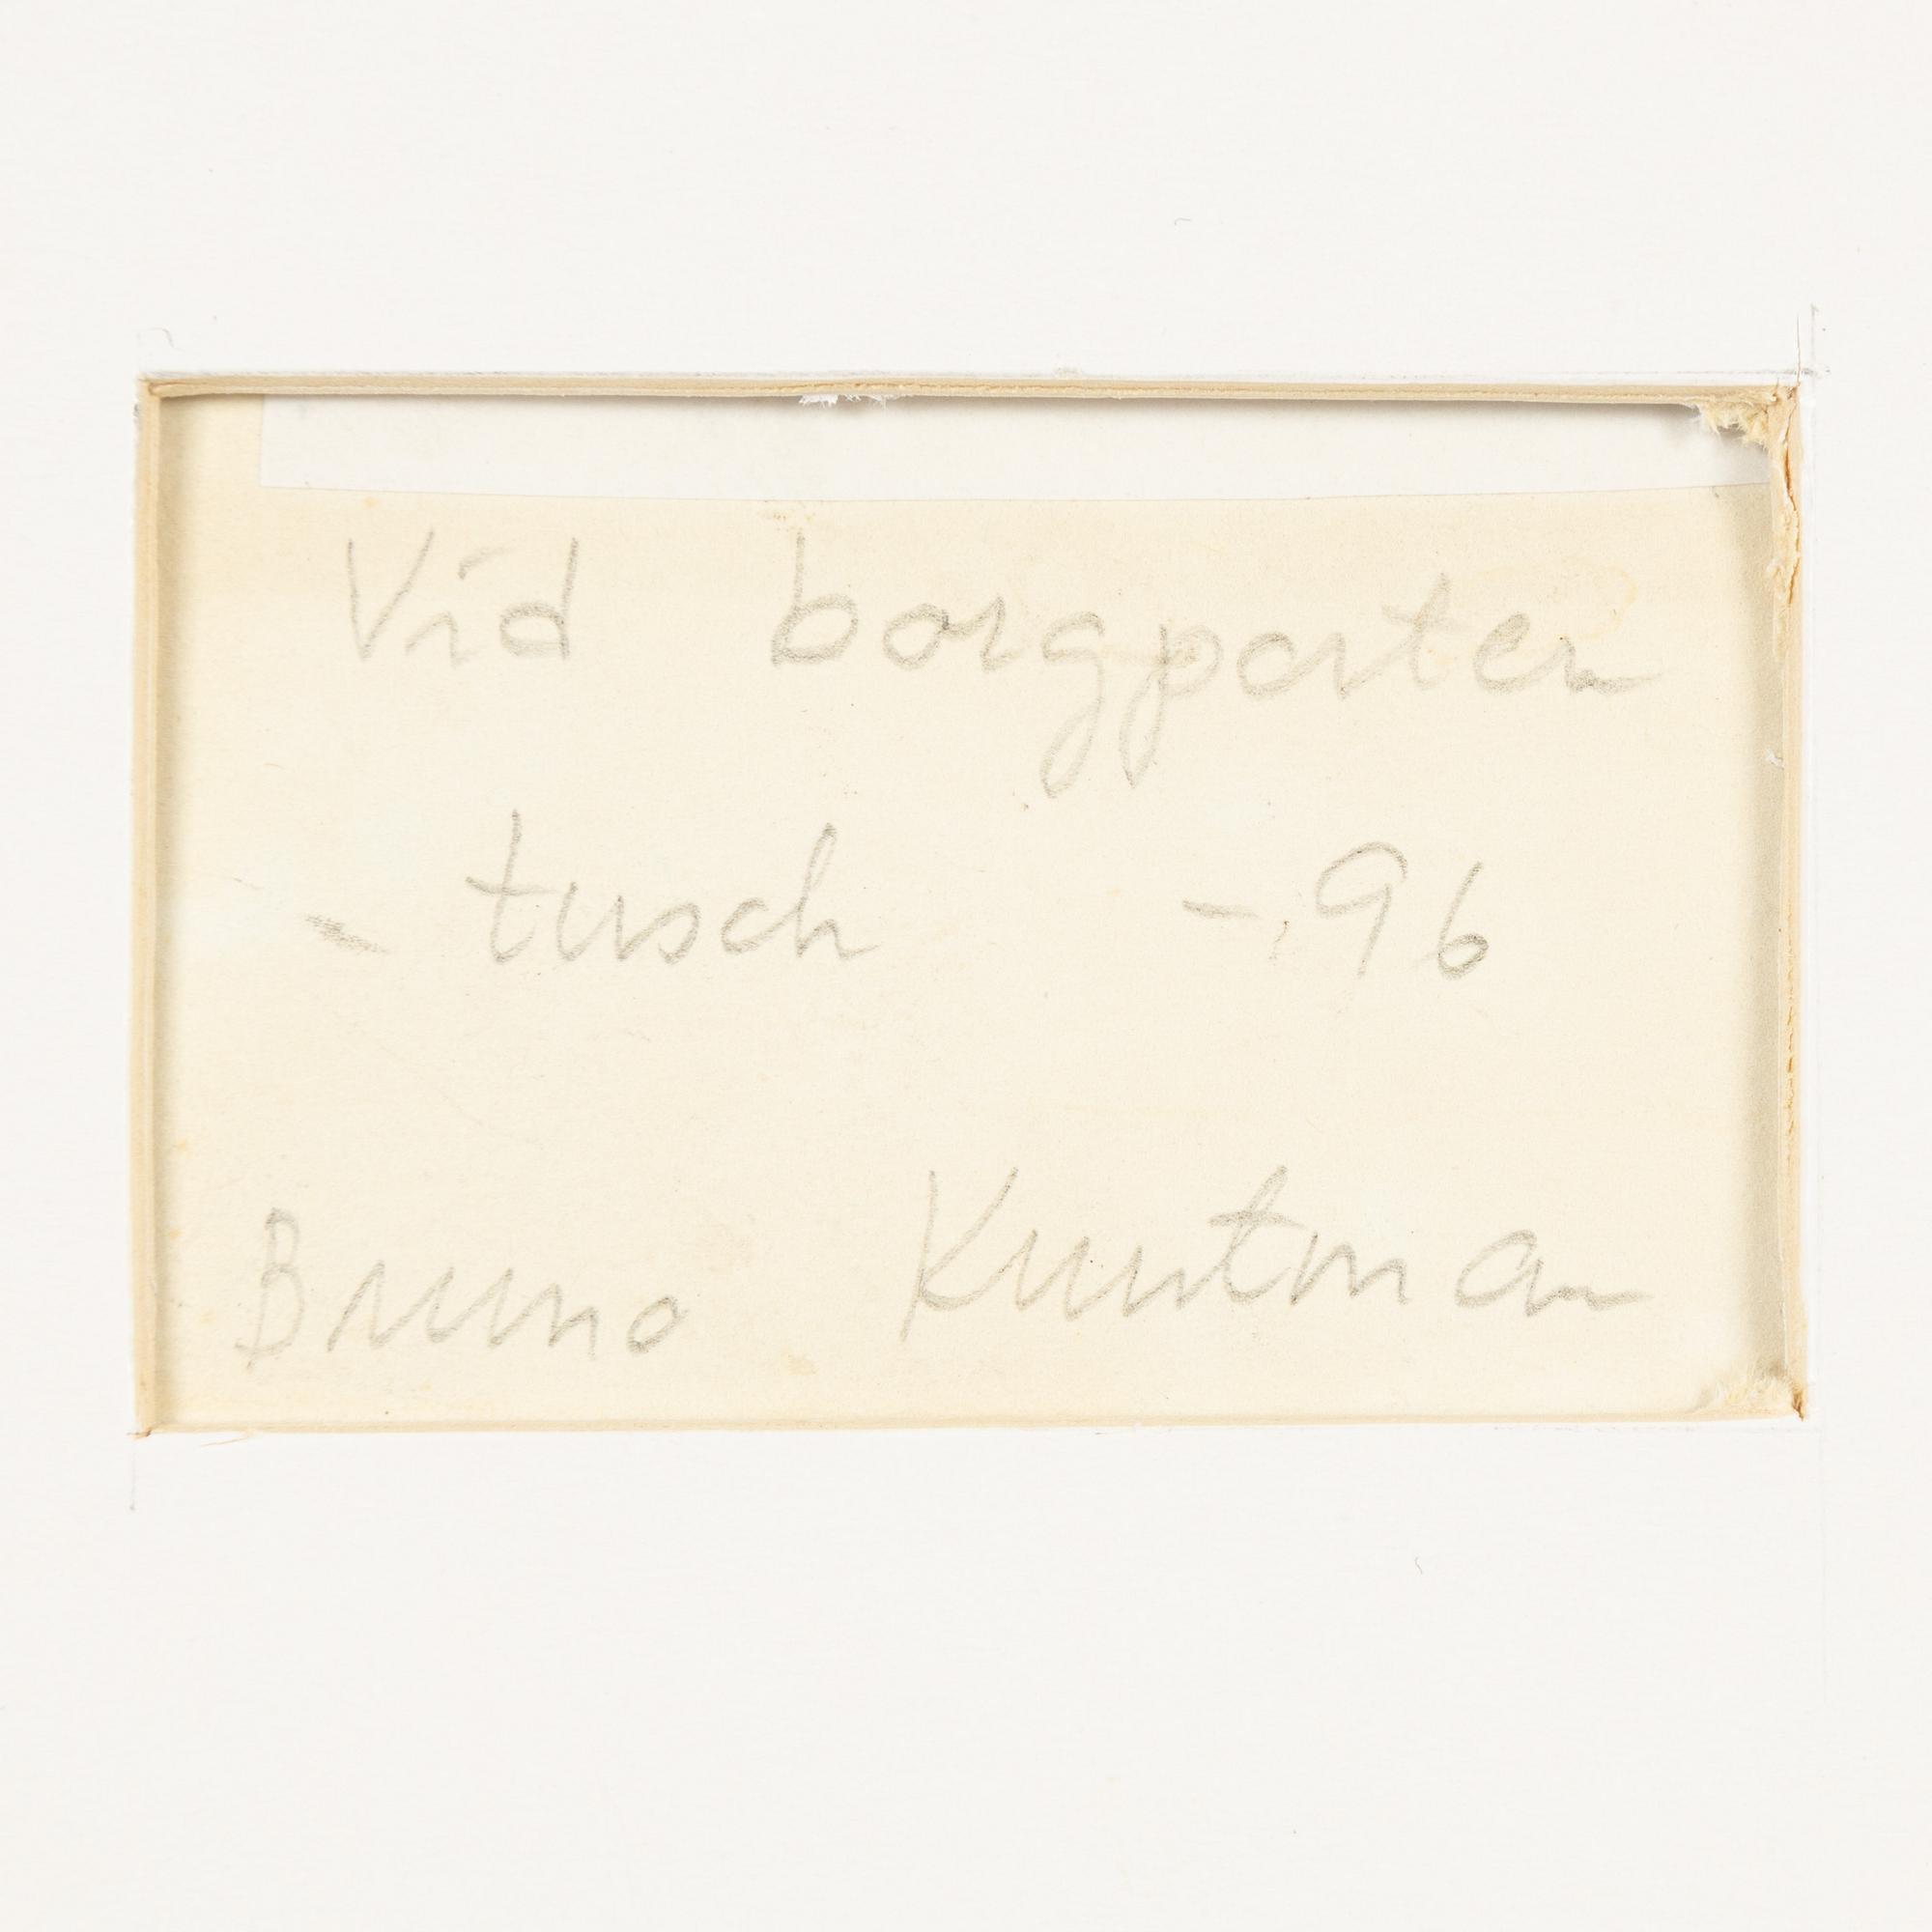 Vid borgporten
- tusch -96
Bruno Knutman